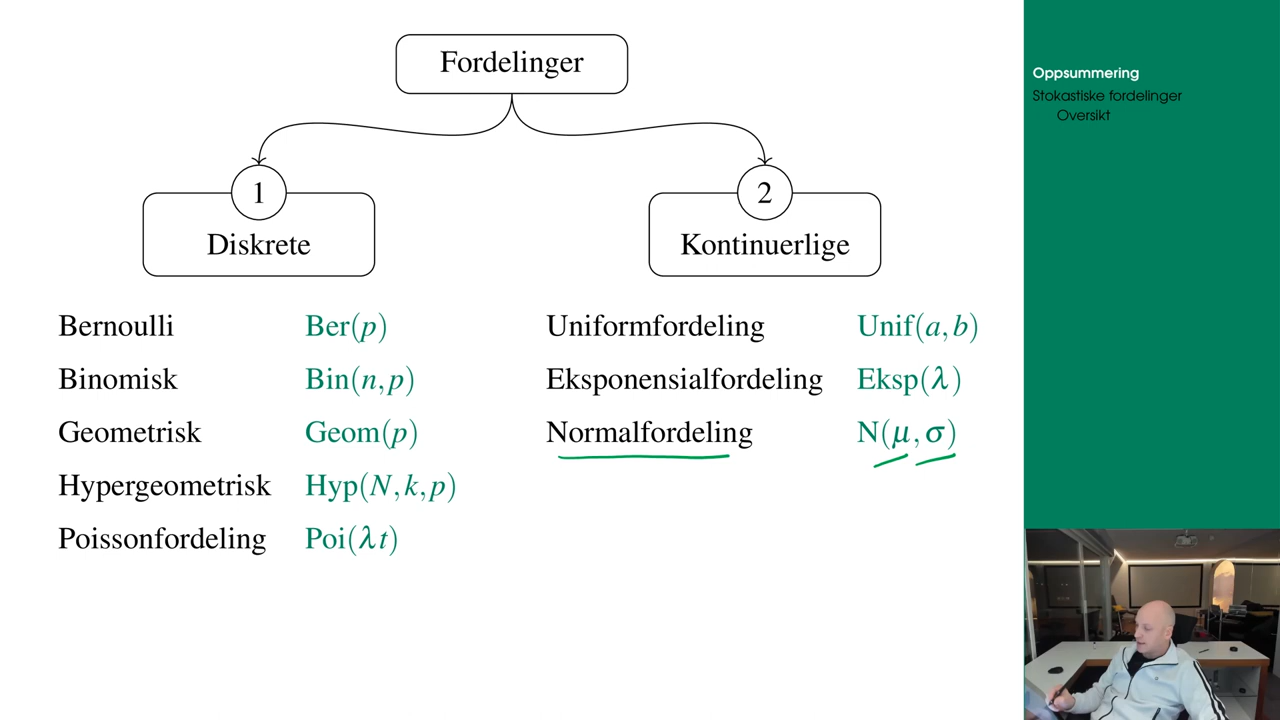 Fordelinger
1
Diskrete
2
Kontinuerlige
Bernoulli Ber(p)
Binomisk Bin(n, p)
Geometrisk Geom(p)
Hypergeometrisk Hyp(N, k, p)
Poissonfordeling Poi(λt)
Uniformfordeling Unif(a, b)
Eksponensialfordeling Eksp(λ)
Normalfordeling N(μ, σ)
Oppsummering
Stokastiske fordelinger
Oversikt